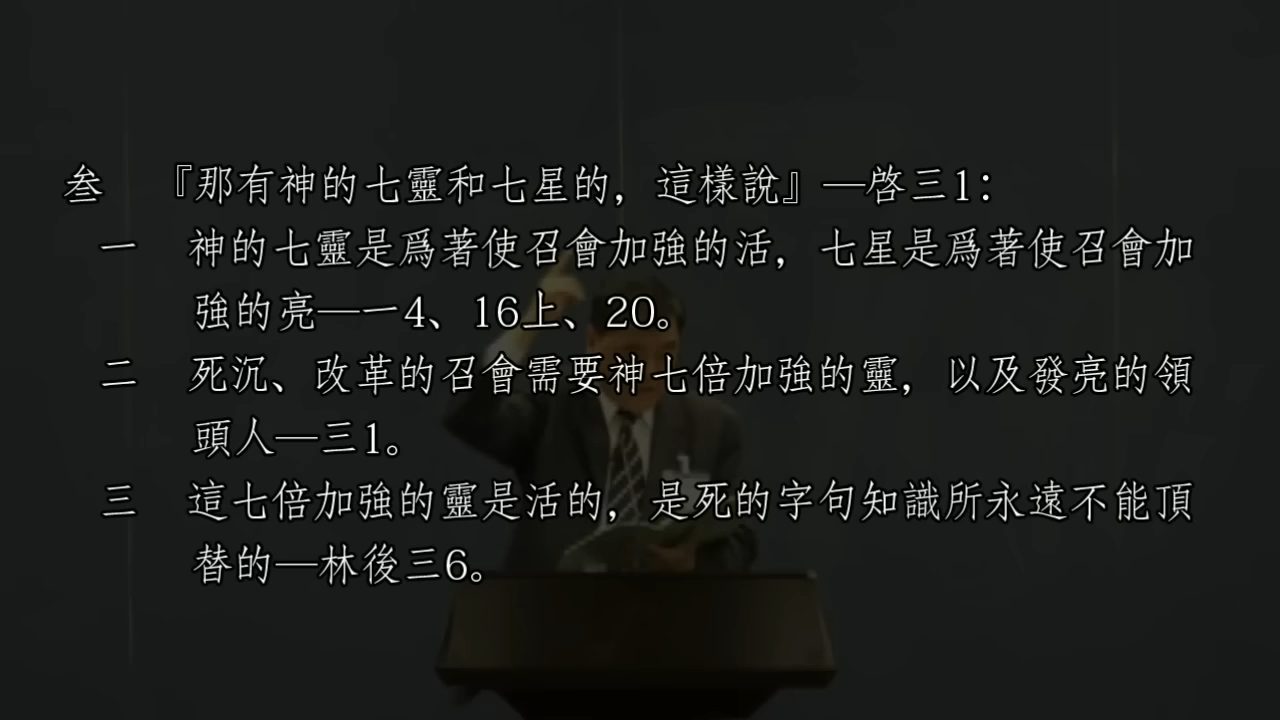 叁　『那有神的七靈和七星的，這樣說』—啓三1：
一　神的七靈是爲著使召會加強的活，七星是爲著使召會加
強的亮—一4、16上、20。
二　死沉、改革的召會需要神七倍加強的靈，以及發亮的領
頭人—三1。
三　這七倍加強的靈是活的，是死的字句知識所永遠不能頂
替的—林後三6。